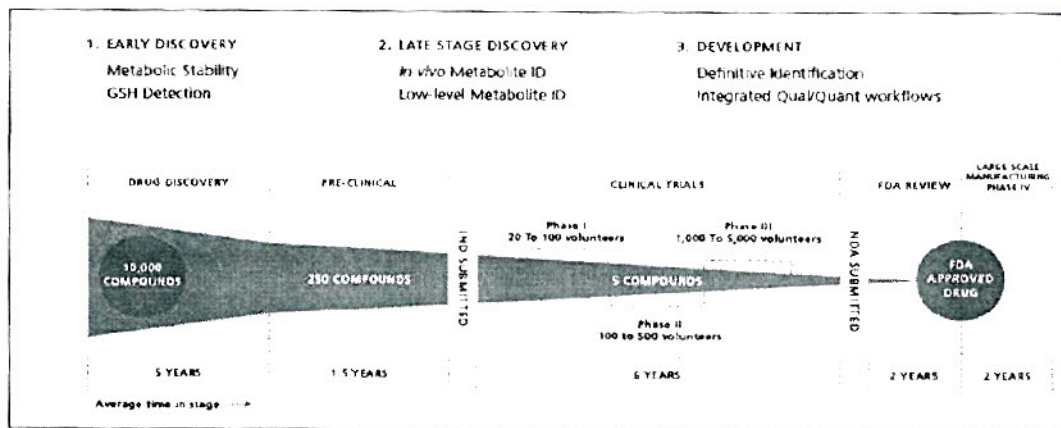 1. EARLY DISCOVERY
Metabolic Stability
GSH Detection
2. LATE STAGE DISCOVERY
In vivo Metabolite ID
Low-level Metabolite ID
3. DEVELOPMENT
Definitive Identification
Integrated Qual/Quant workflows
DRUG DISCOVERY
PRE-CLINICAL
CLINICAL TRIALS
FDA REVIEW
LARGE SCALE
MANUFACTURING
PHASE IV
10,000
COMPOUNDS
250 COMPOUNDS
IND SUBMITTED
Phase I
20 To 100 volunteers
Phase III
1,000 To 5,000 volunteers
5 COMPOUNDS
Phase II
100 to 500 volunteers
NDA SUBMITTED
FDA
APPROVED
DRUG
5 YEARS
1.5 YEARS
6 YEARS
2 YEARS
2 YEARS
Average time in stage